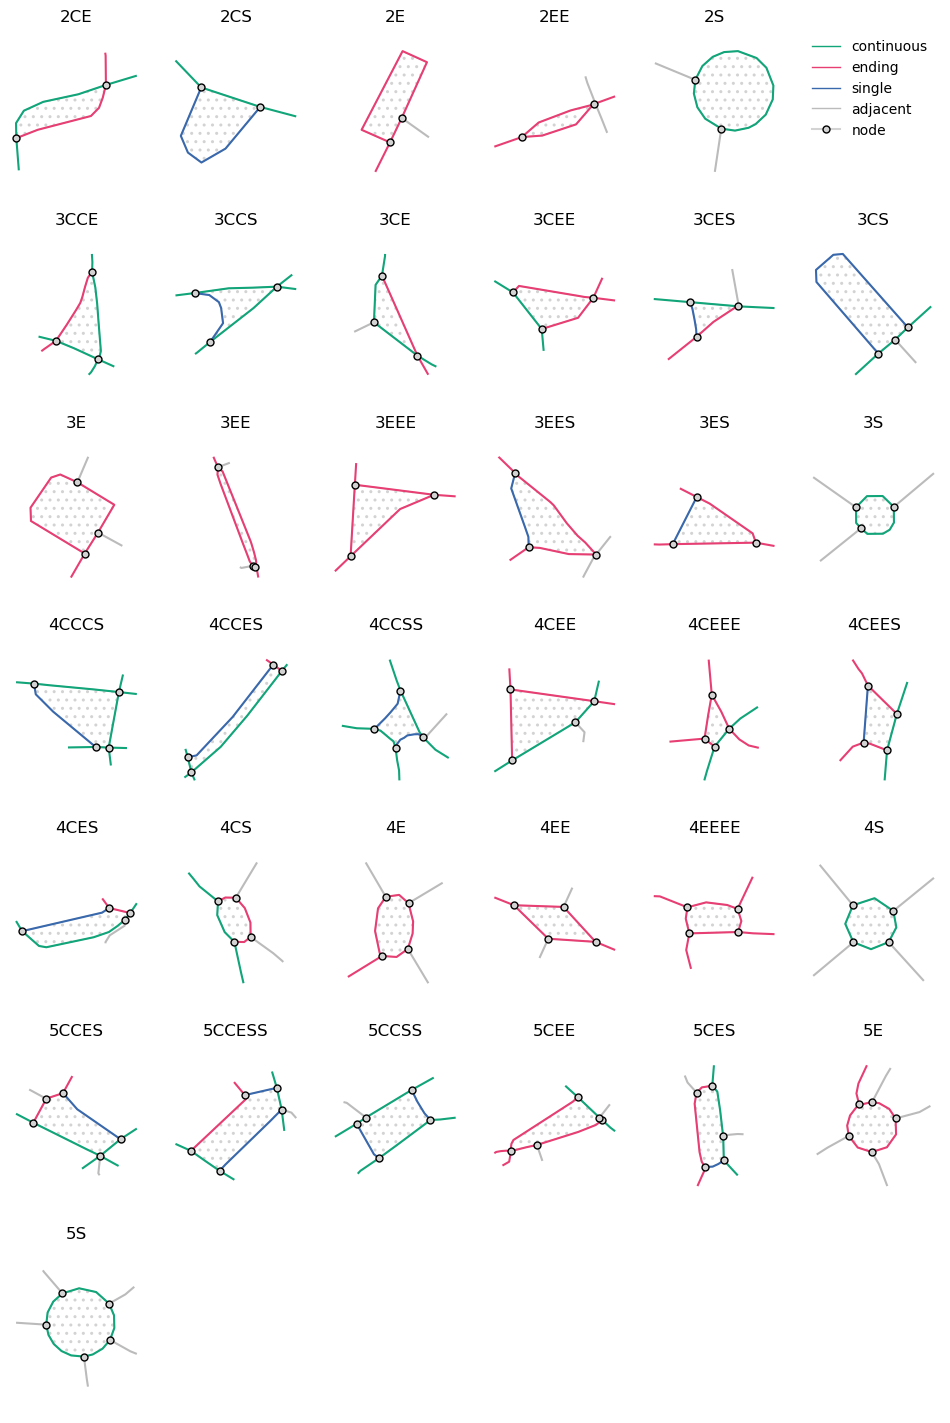 2CE 2CS 2E 2EE 2S
continuous
ending
single
adjacent
node
3CCE 3CCS 3CE 3CEE 3CES 3CS
3E 3EE 3EEE 3EES 3ES 3S
4CCCS 4CCES 4CCSS 4CEE 4CEEE 4CEES
4CES 4CS 4E 4EE 4EEEE 4S
5CCES 5CCESS 5CCSS 5CEE 5CES 5E
5S